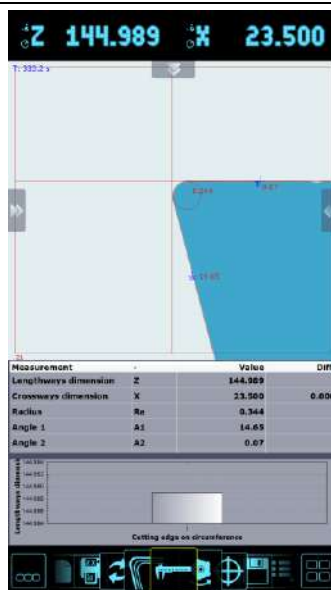 Z 144.989 X 23.500
T: 333.2 s
0.344
0.07
14.65
Measurement - Value Diff
Lengthways dimension Z 144.989
Crossways dimension X 23.500 0.000
Radius Re 0.344
Angle 1 A1 14.65
Angle 2 A2 0.07
Lengthways dimension
Cutting edge on circumference